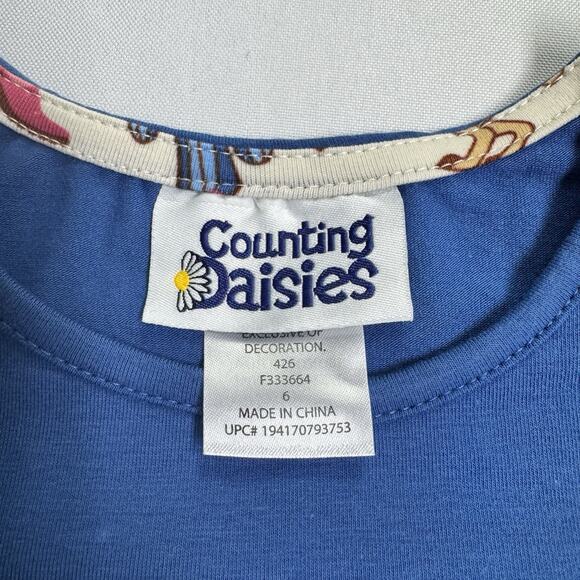 Counting
Daisies
EXCLUSIVE OF
DECORATION.
426
F333664
6
MADE IN CHINA
UPC# 194170793753